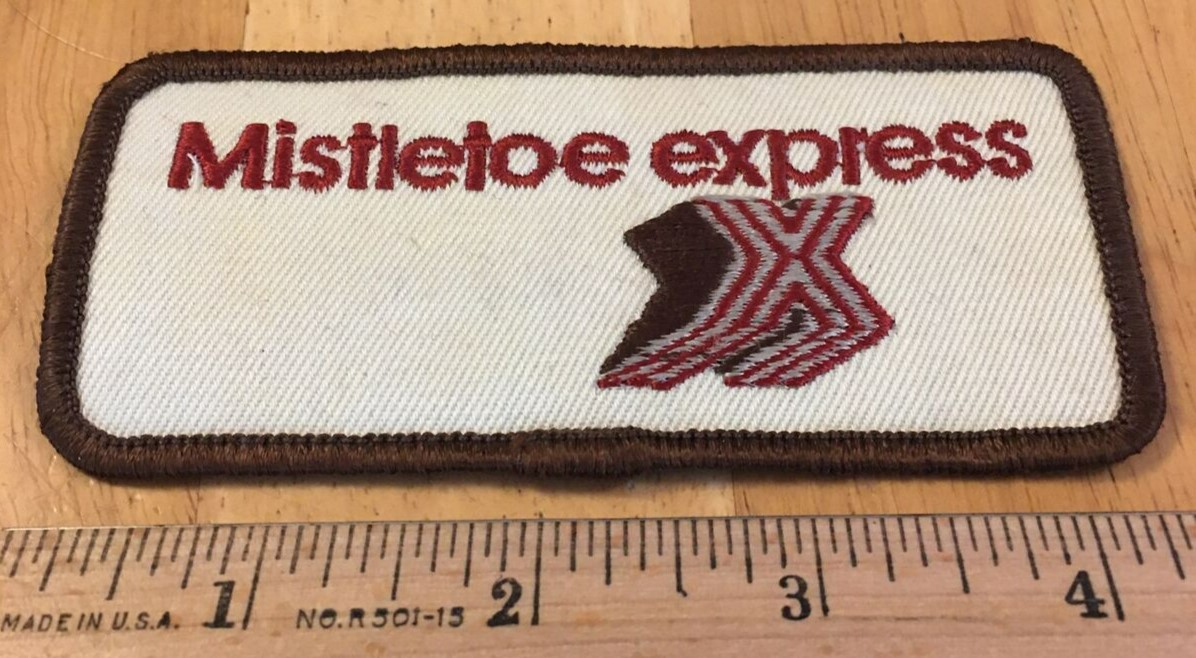 Mistletoe express
1 2 3 4
MADE IN U.S.A. NO. R501-15